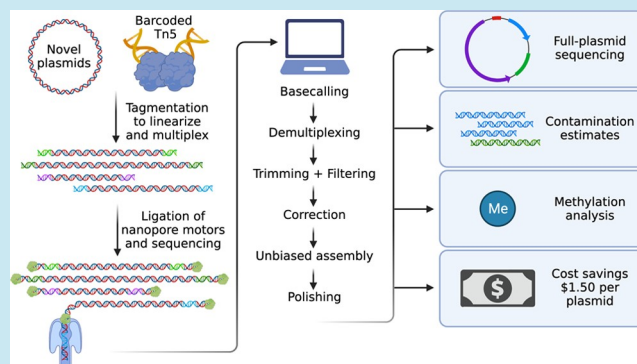 Novel
plasmids
Barcoded
Tn5
Tagmentation
to linearize
and multiplex
Ligation of
nanopore motors
and sequencing
Basecalling
Demultiplexing
Trimming + Filtering
Correction
Unbiased assembly
Polishing
Full-plasmid
sequencing
Contamination
estimates
Me
Methylation
analysis
$
Cost savings
$1.50 per
plasmid